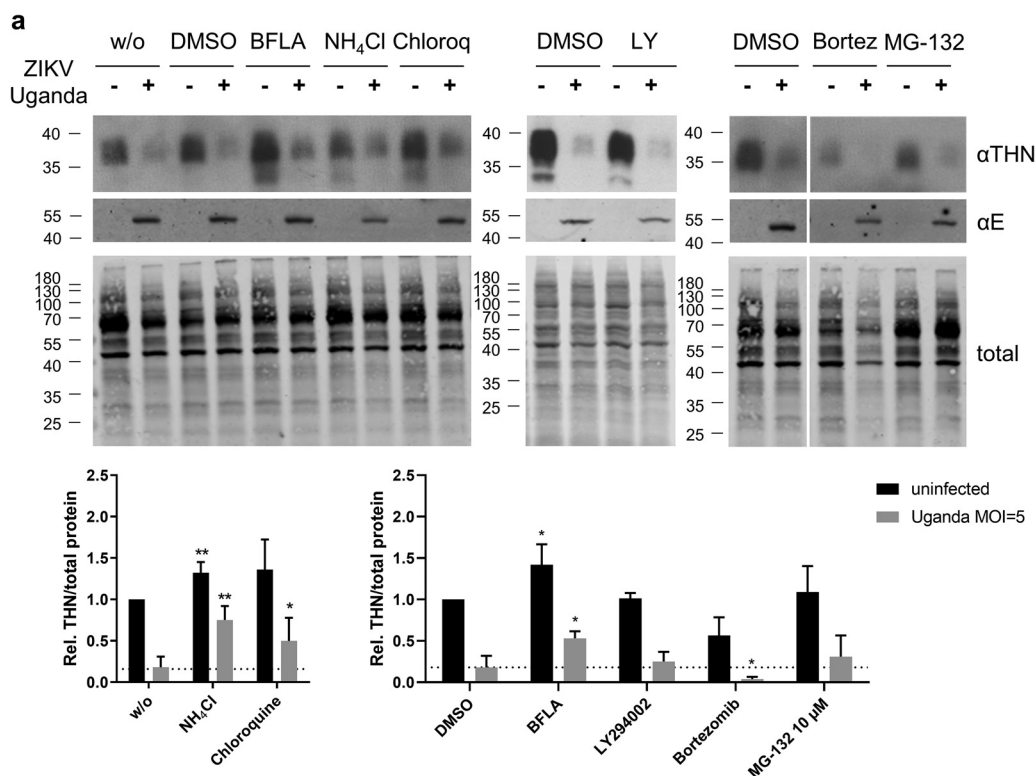 a
w/o DMSO BFLA NH4Cl Chloroq DMSO LY DMSO Bortez MG-132
ZIKV
Uganda - + - + - + - + - + - + - + - + - + - +
40 40 40 αTHN
35 35 35
55 55 55 αE
40 40 40
180 180 180
130 130 130
100 100 100
70 70 70
55 55 55 total
40 40 40
35 35 35
25 25 25
2.5 2.5
uninfected
Uganda MOI=5
2.0 2.0
1.5 1.5
1.0 1.0
0.5 0.5
0.0 0.0
Rel. THN/total protein
Rel. THN/total protein
** ** *
* * *
w/o NH4Cl Chloroquine
DMSO BFLA LY294002 Bortezomib MG-132 10 µM